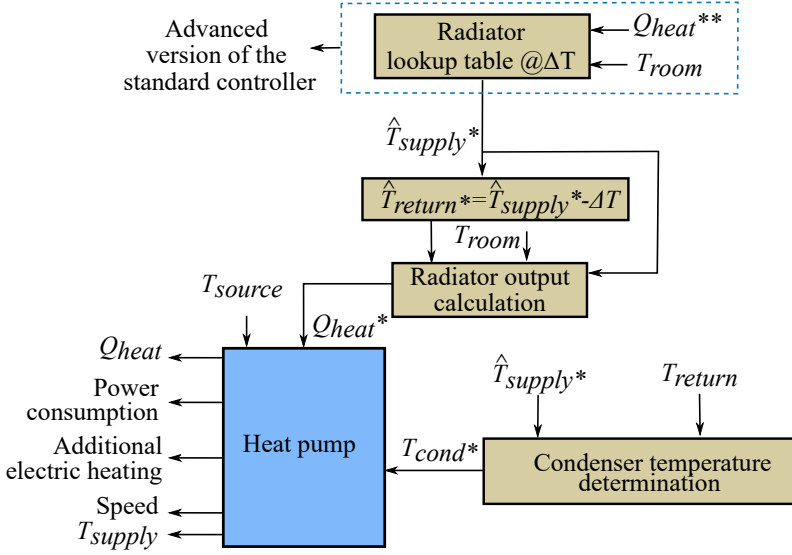 Advanced
version of the
standard controller
Radiator
lookup table @ΔT
Qheat**
Troom
T̂supply*
T̂return*=T̂supply*-ΔT
Troom
Radiator output
calculation
Tsource
Qheat*
Qheat
Power
consumption
Additional
electric heating
Speed
Tsupply
Heat pump
T̂supply*
Treturn
Tcond*
Condenser temperature
determination